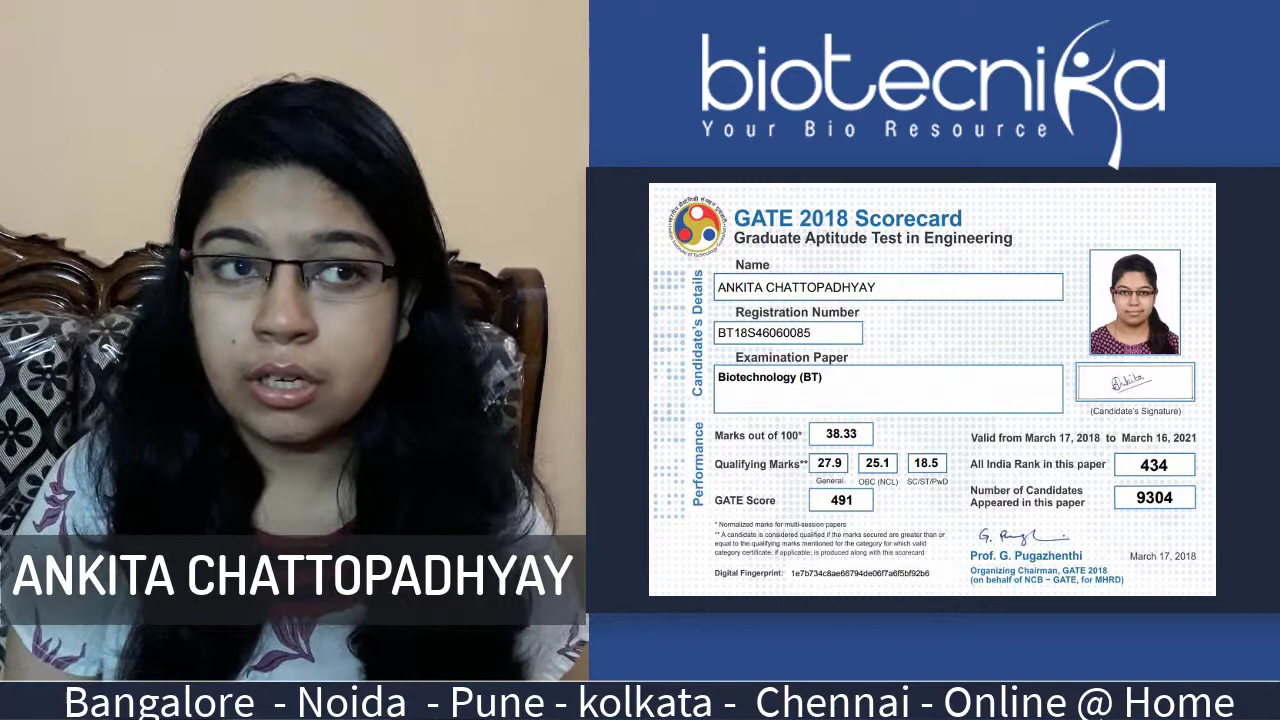 biotecnika
Your Bio Resource
GATE 2018 Scorecard
Graduate Aptitude Test in Engineering
Candidate's Details
Name
ANKITA CHATTOPADHYAY
Registration Number
BT18S46060085
Examination Paper
Biotechnology (BT)
Ankita
(Candidate's Signature)
Performance
Marks out of 100* 38.33
Qualifying Marks** 27.9 25.1 18.5
General OBC (NCL) SC/ST/PwD
GATE Score 491
Valid from March 17, 2018 to March 16, 2021
All India Rank in this paper 434
Number of Candidates
Appeared in this paper 9304
* Normalized marks for multi-session papers
** A candidate is considered qualified if the marks secured are greater than or
equal to the qualifying marks mentioned for the category for which valid
category certificate, if applicable, is produced along with this scorecard
Digital Fingerprint: 1e7b734c8ae66794de06f7a6f5bf92b6
Prof. G. Pugazhenthi
March 17, 2018
Organizing Chairman, GATE 2018
(on behalf of NCB - GATE, for MHRD)
ANKITA CHATTOPADHYAY
Bangalore - Noida - Pune - kolkata - Chennai - Online @ Home